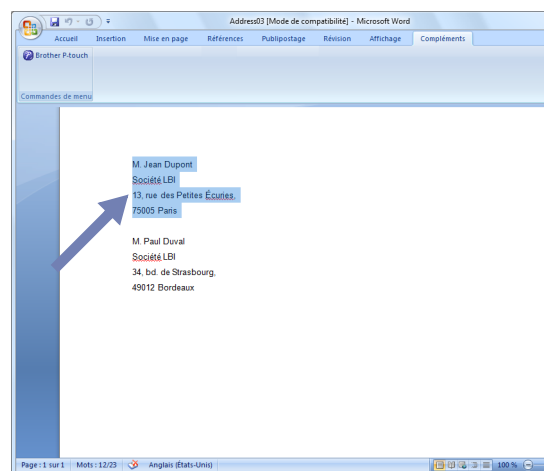 Address03 [Mode de compatibilité] - Microsoft Word
Accueil Insertion Mise en page Références Publipostage Révision Affichage Compléments
Brother P-touch
Commandes de menu
M. Jean Dupont
Société LBI
13, rue des Petites Écuries,
75005 Paris
M. Paul Duval
Société LBI
34, bd. de Strasbourg,
49012 Bordeaux
Page : 1 sur 1 Mots : 12/23 Anglais (États-Unis) 100 %